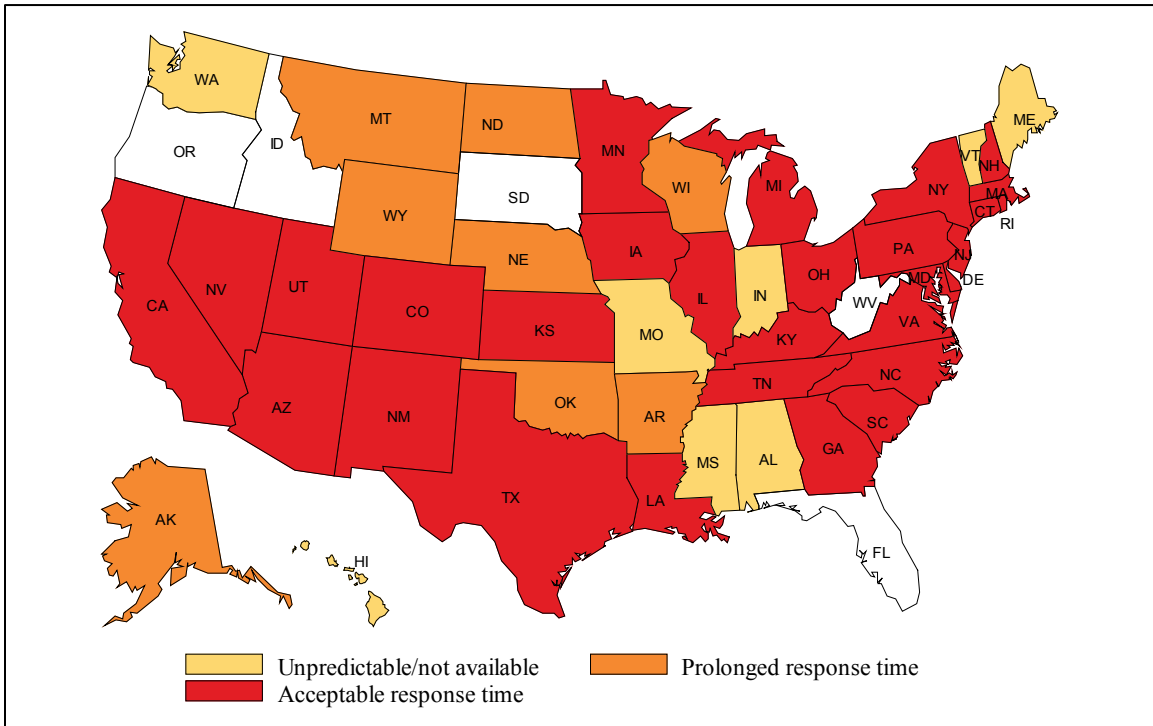 WA
ME
MT
ND
VT
NH
OR
ID
MN
WI
MI
NY
MA
CT
RI
SD
WY
IA
PA
NJ
NE
OH
MD
DE
NV
UT
IL
IN
WV
CA
CO
KS
MO
KY
VA
TN
NC
AZ
NM
OK
AR
SC
MS
AL
GA
TX
LA
AK
HI
FL
Unpredictable/not available
Prolonged response time
Acceptable response time